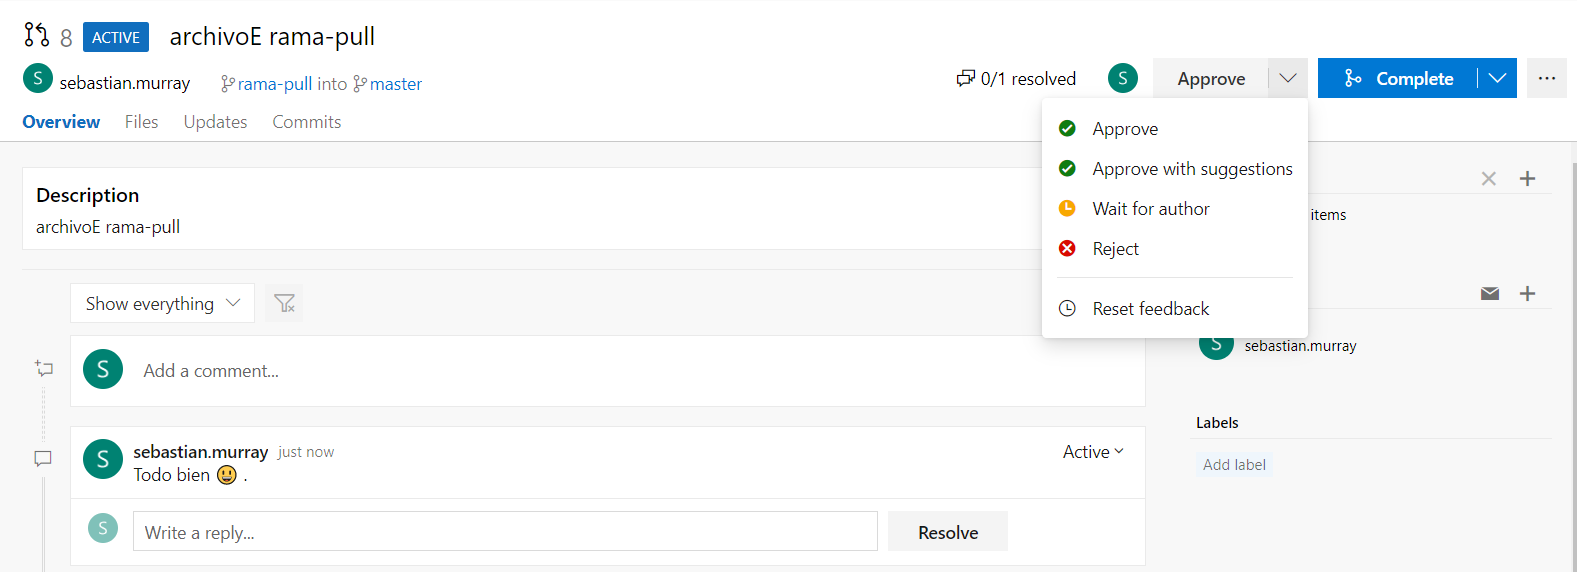 8 ACTIVE archivoE rama-pull
S sebastian.murray rama-pull into master 0/1 resolved S Approve Complete ...
Overview Files Updates Commits
Approve
Approve with suggestions
Wait for author
Reject
Reset feedback
Description
archivoE rama-pull
items
Show everything
S sebastian.murray
S Add a comment...
Labels
Add label
S sebastian.murray just now Active
Todo bien 😃 .
S Write a reply... Resolve